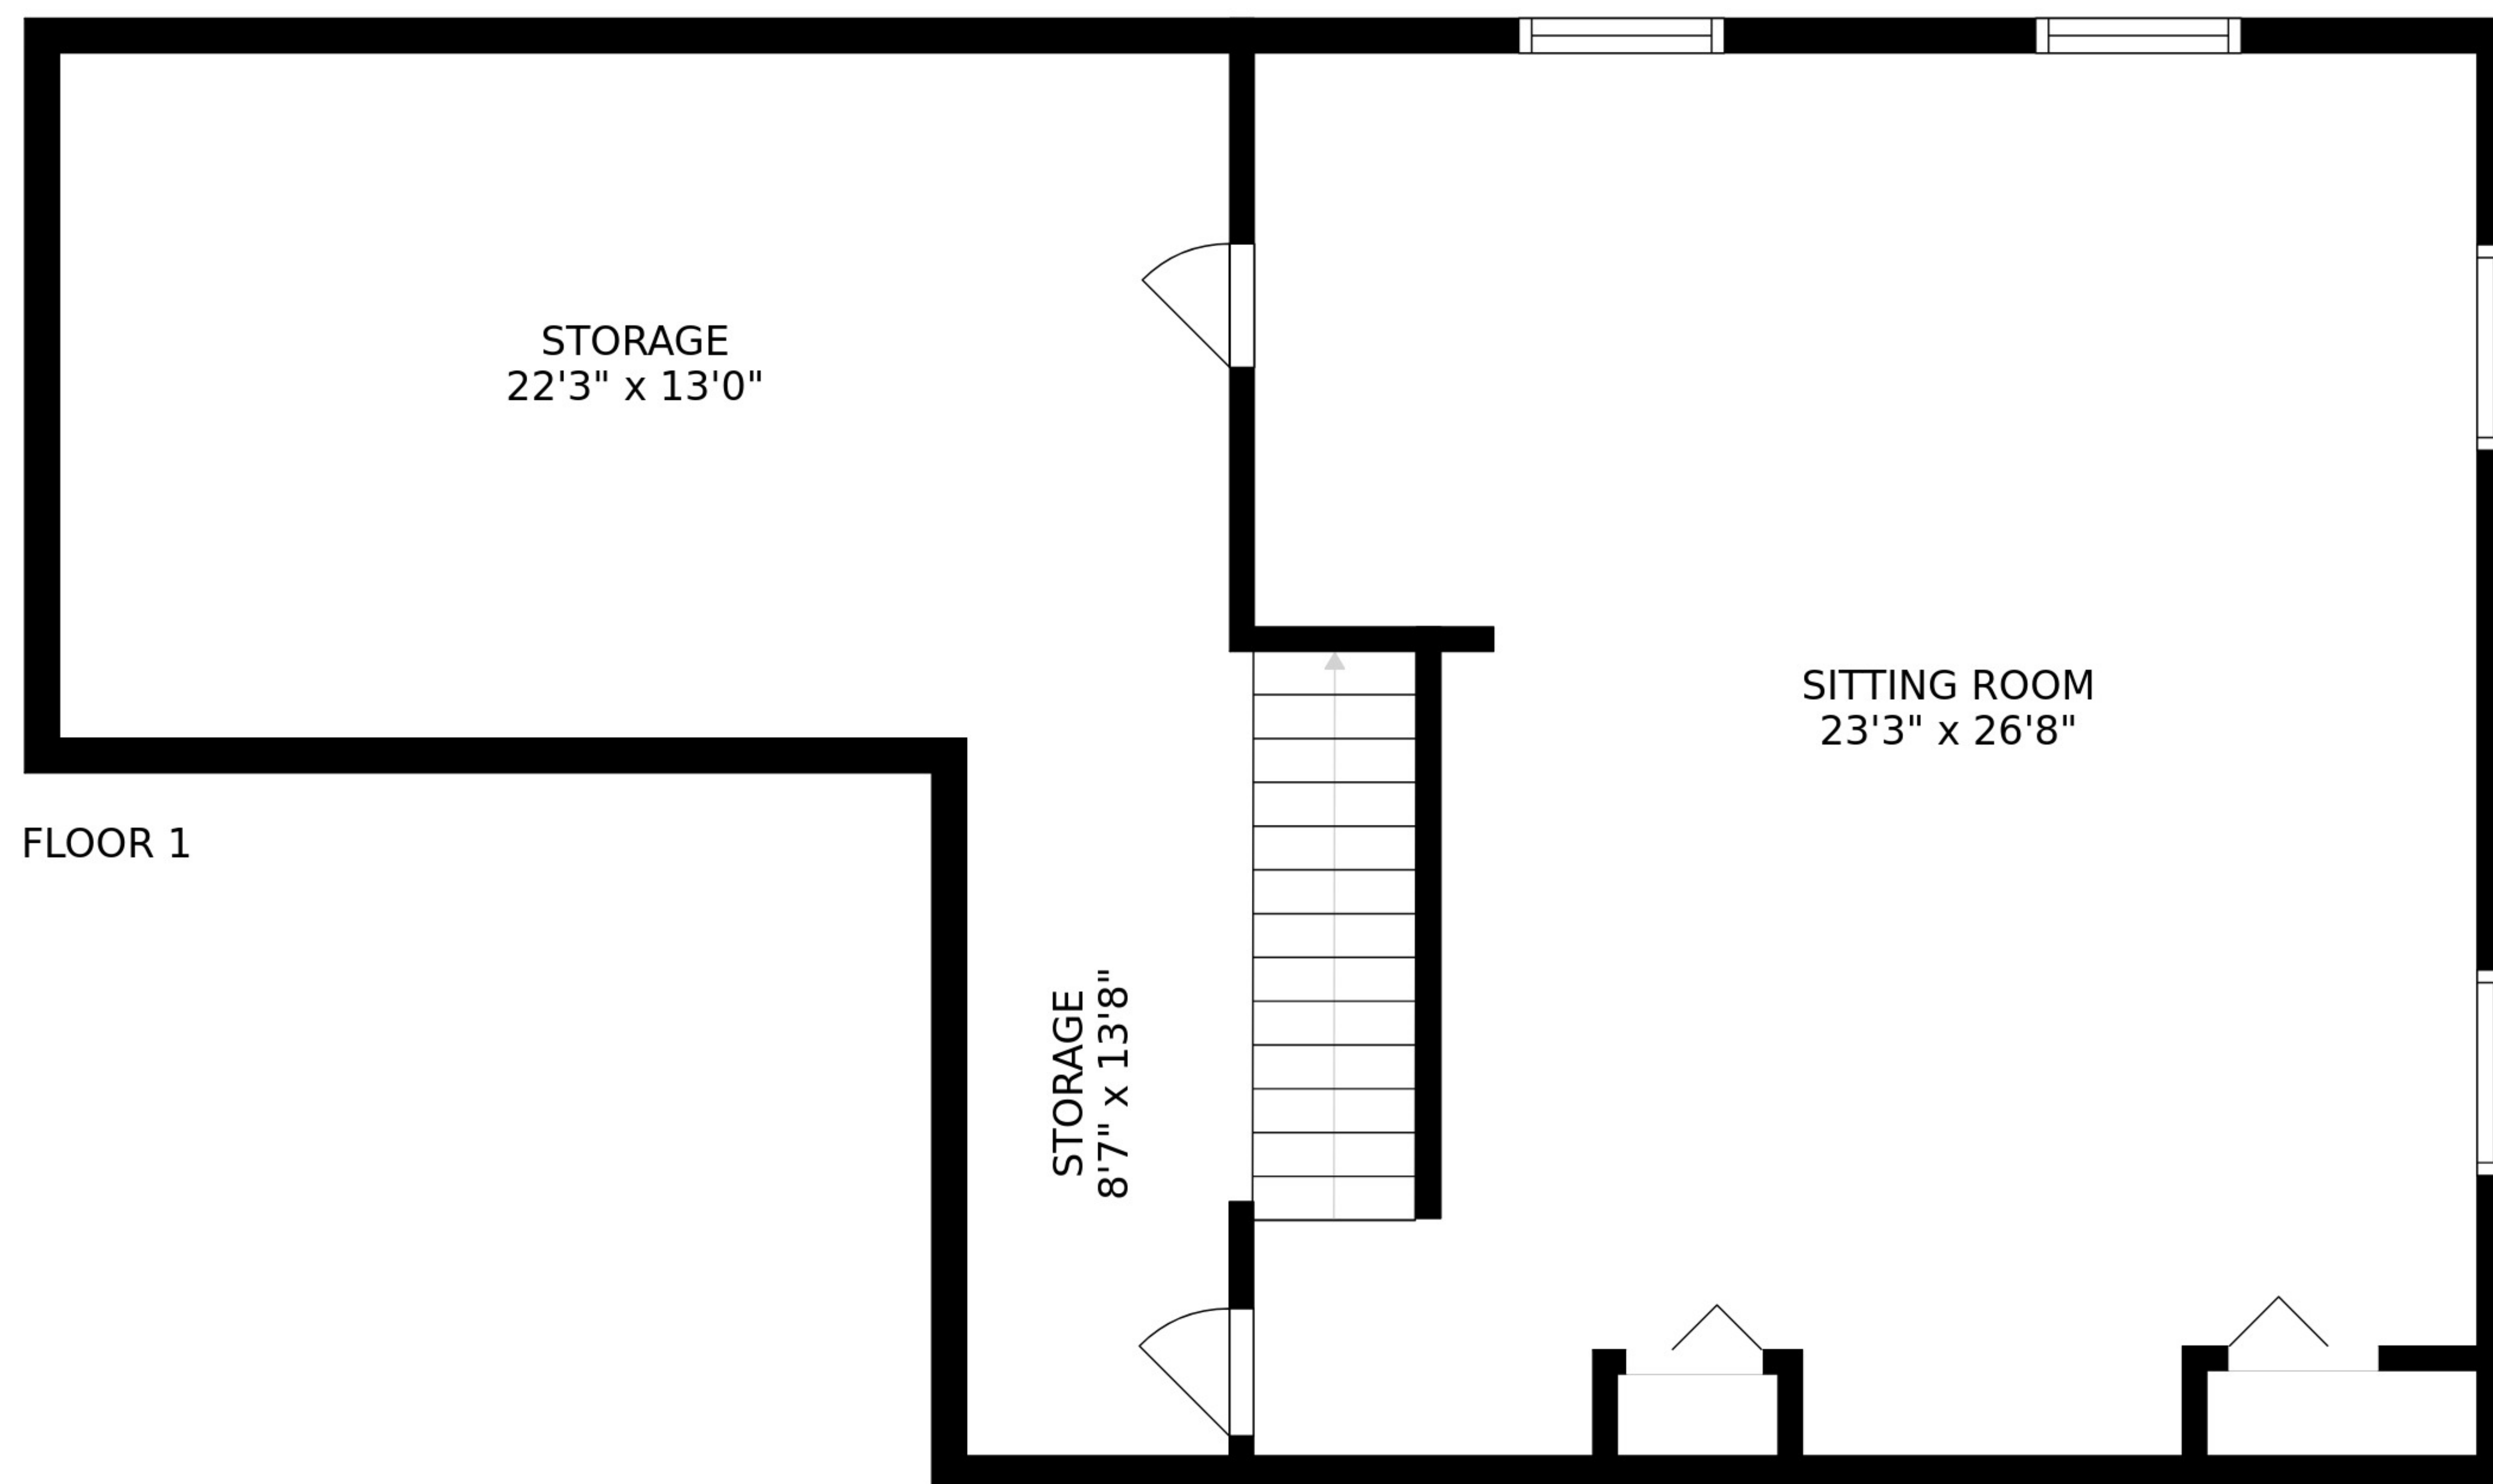 STORAGE
22'3" x 13'0"
SITTING ROOM
23'3" x 26'8"
FLOOR 1
STORAGE
8'7" x 13'8"